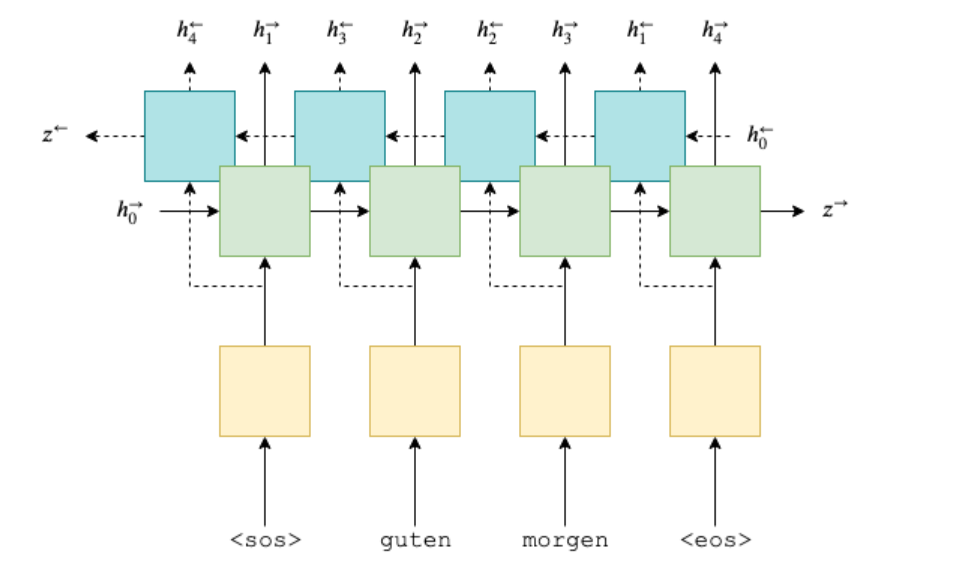 h₄← h₁→ h₃← h₂→ h₂← h₃→ h₁← h₄→
z← h₀←
h₀→ z→
<sos> guten morgen <eos>